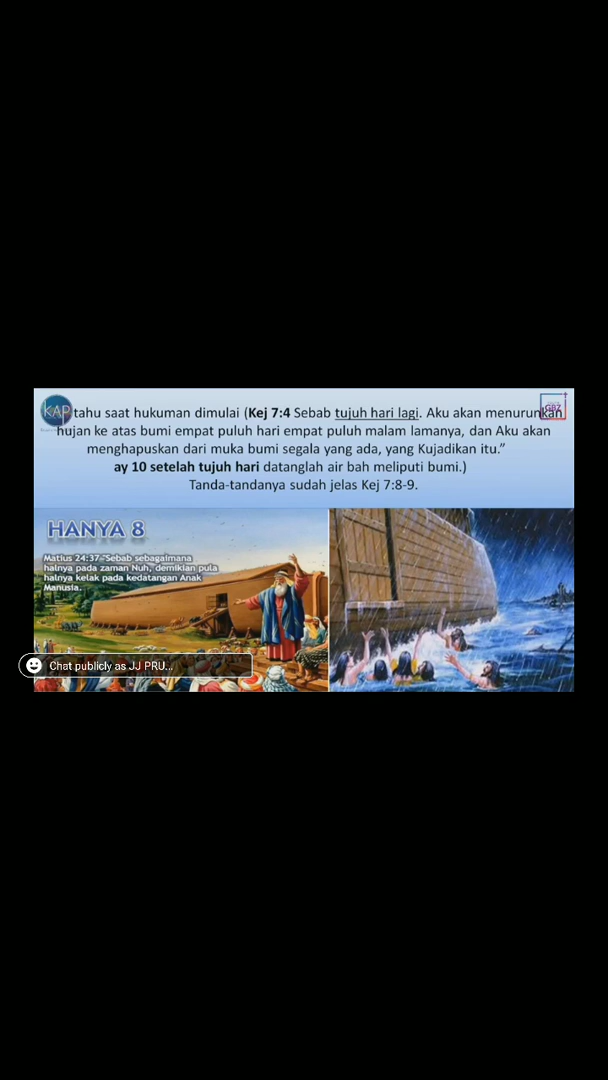 KAP
GBZ
tahu saat hukuman dimulai (Kej 7:4 Sebab tujuh hari lagi. Aku akan menurunkan
hujan ke atas bumi empat puluh hari empat puluh malam lamanya, dan Aku akan
menghapuskan dari muka bumi segala yang ada, yang Kujadikan itu.”
ay 10 setelah tujuh hari datanglah air bah meliputi bumi.)
Tanda-tandanya sudah jelas Kej 7:8-9.
HANYA 8
Matius 24:37 "Sebab sebagaimana
halnya pada zaman Nuh, demikian pula
halnya kelak pada kedatangan Anak
Manusia.
Chat publicly as JJ PRU...